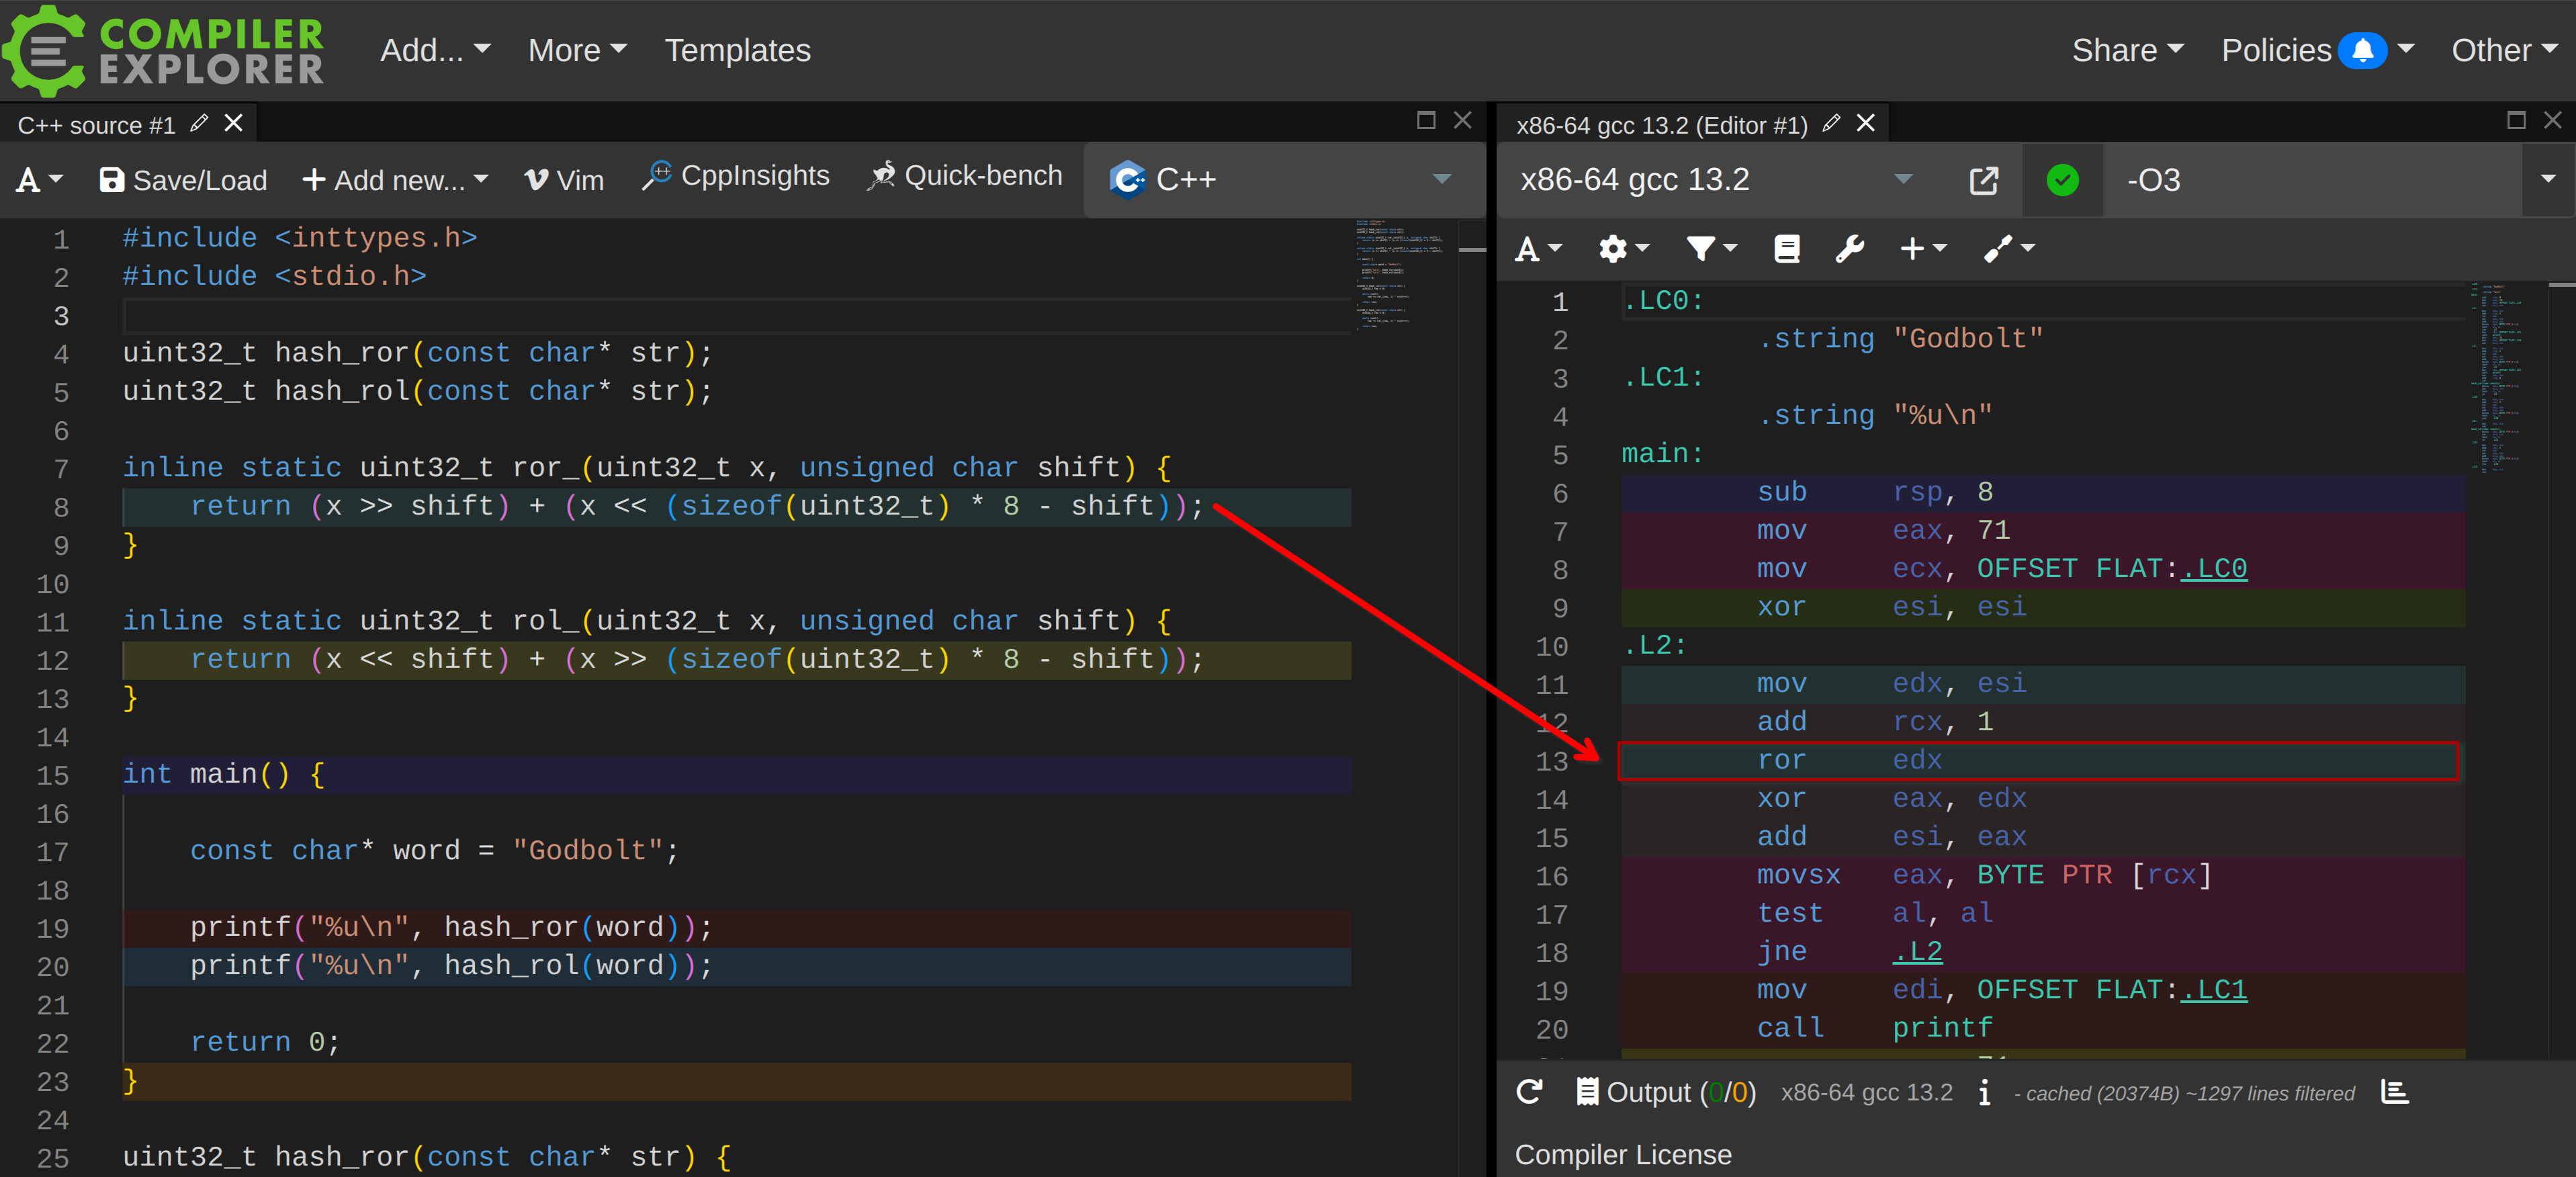 COMPILER EXPLORER
Add... More Templates Share Policies Other
C++ source #1
A Save/Load + Add new... Vim CppInsights Quick-bench C++
1 #include <inttypes.h>
2 #include <stdio.h>
3
4 uint32_t hash_ror(const char* str);
5 uint32_t hash_rol(const char* str);
6
7 inline static uint32_t ror_(uint32_t x, unsigned char shift) {
8 return (x >> shift) + (x << (sizeof(uint32_t) * 8 - shift));
9 }
10
11 inline static uint32_t rol_(uint32_t x, unsigned char shift) {
12 return (x << shift) + (x >> (sizeof(uint32_t) * 8 - shift));
13 }
14
15 int main() {
16
17 const char* word = "Godbolt";
18
19 printf("%u\n", hash_ror(word));
20 printf("%u\n", hash_rol(word));
21
22 return 0;
23 }
24
25 uint32_t hash_ror(const char* str) {
x86-64 gcc 13.2 (Editor #1)
x86-64 gcc 13.2 -O3
A
1 .LC0:
2 .string "Godbolt"
3 .LC1:
4 .string "%u\n"
5 main:
6 sub rsp, 8
7 mov eax, 71
8 mov ecx, OFFSET FLAT:.LC0
9 xor esi, esi
10 .L2:
11 mov edx, esi
12 add rcx, 1
13 ror edx
14 xor eax, edx
15 add esi, eax
16 movsx eax, BYTE PTR [rcx]
17 test al, al
18 jne .L2
19 mov edi, OFFSET FLAT:.LC1
20 call printf
Output (0/0) x86-64 gcc 13.2 i - cached (20374B) ~1297 lines filtered
Compiler License